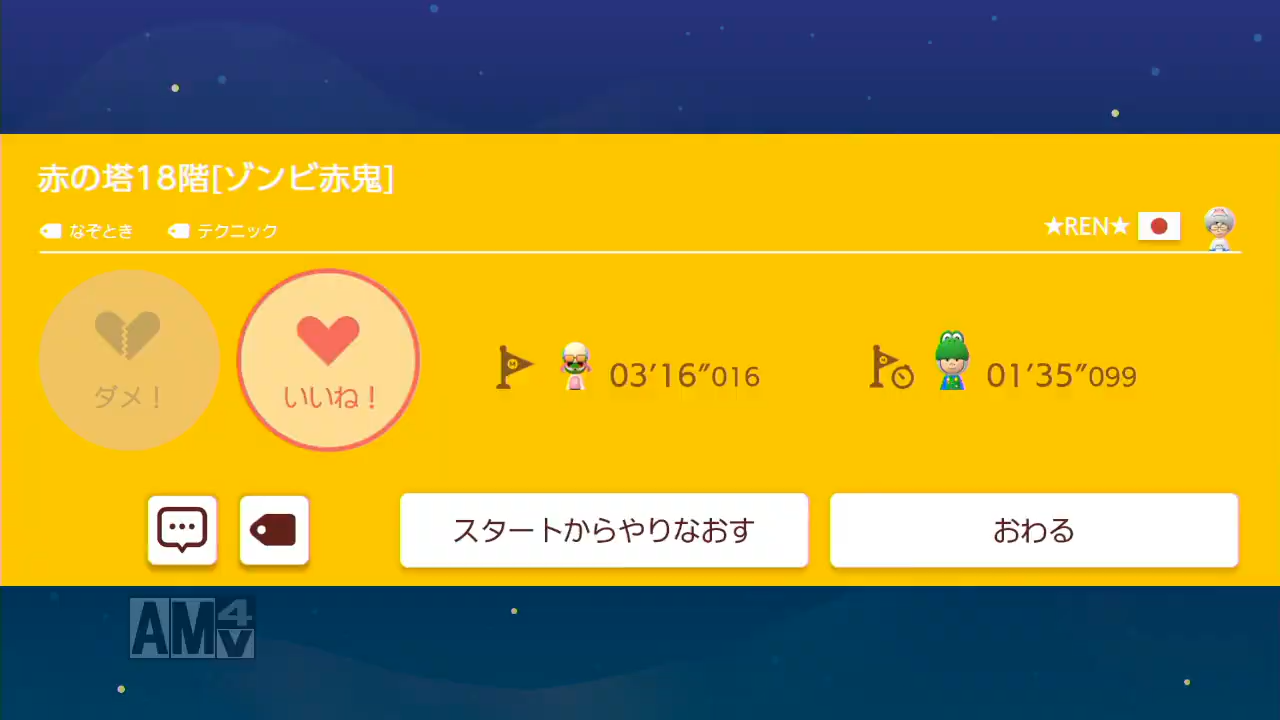 赤の塔18階[ゾンビ赤鬼]
なぞとき テクニック
★REN★
ダメ！ いいね！
03'16"016 01'35"099
スタートからやりなおす おわる
AM4V